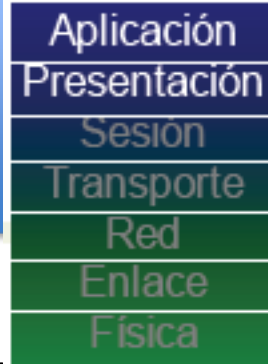 Aplicación
Presentación
Sesión
Transporte
Red
Enlace
Física